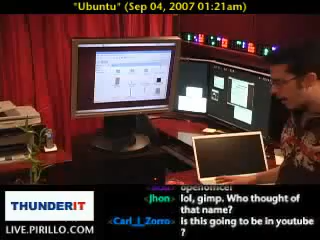 "Ubuntu" (Sep 04, 2007 01:21am)
openoffice!
<Jhon> lol, gimp. Who thought of
that name?
<Carl_I_Zorro> is this going to be in youtube
?
THUNDERIT
LIVE.PIRILLO.COM